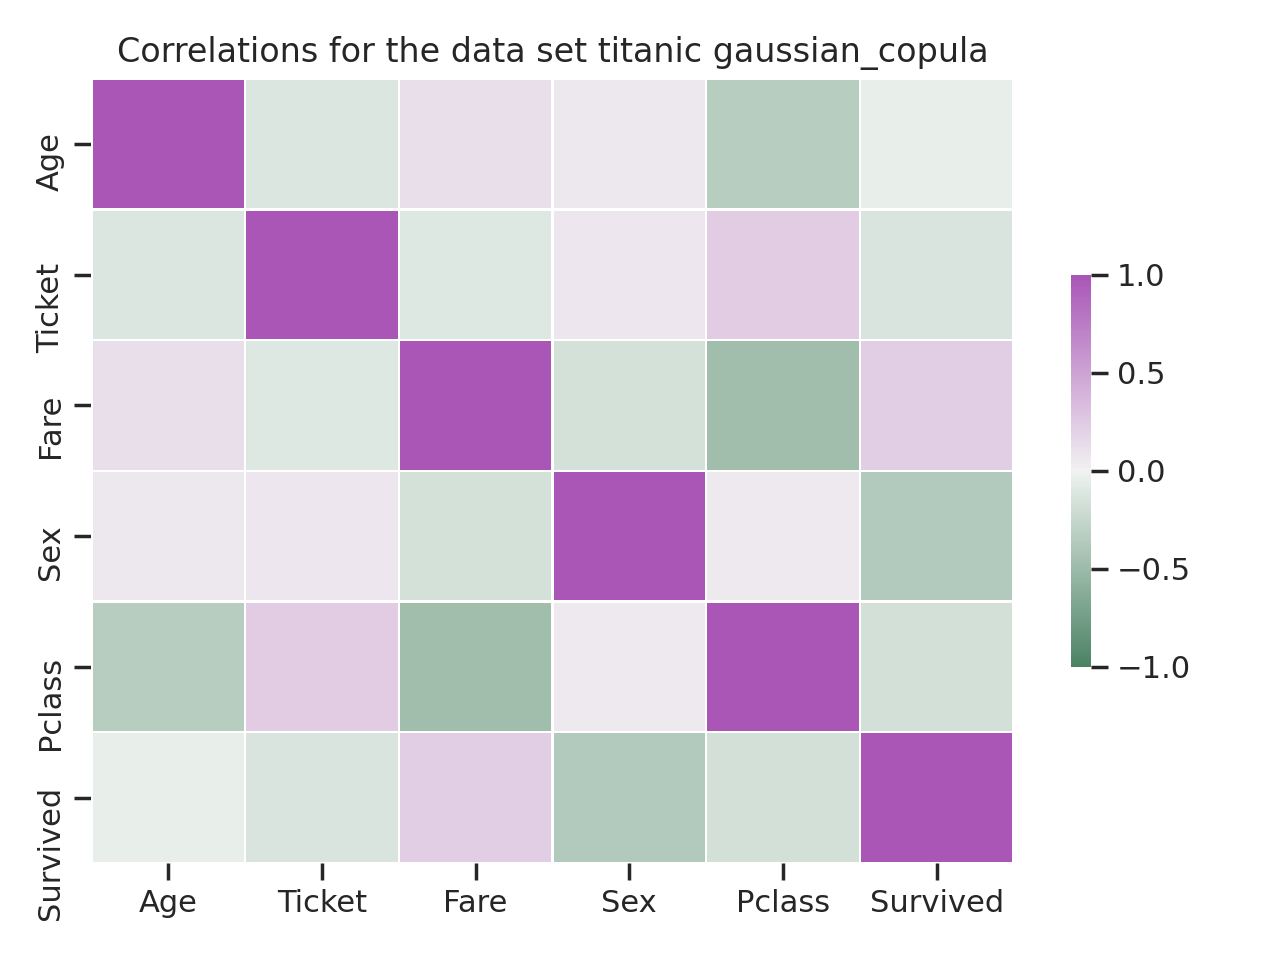 Correlations for the data set titanic gaussian_copula
Age
Ticket
Fare
Sex
Pclass
Survived
Age Ticket Fare Sex Pclass Survived
1.0
0.5
0.0
−0.5
−1.0